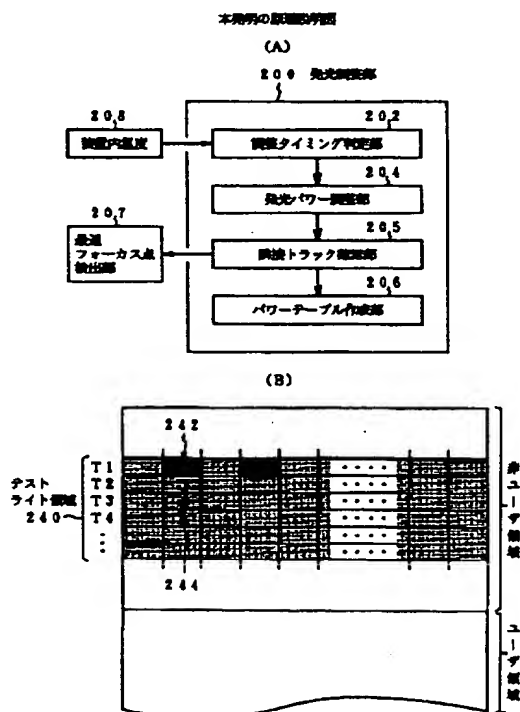 本発明の原理説明図
(A)
200 発光調整部
208
装置内温度
202
調整タイミング判定部
204
発光パワー調整部
207
最適
フォーカス点
検出部
205
隣接トラック確認部
206
パワーテーブル作成部
(B)
242
テスト
ライト領域
240
T1
T2
T3
T4
244
非ユーザ領域
ユーザ領域